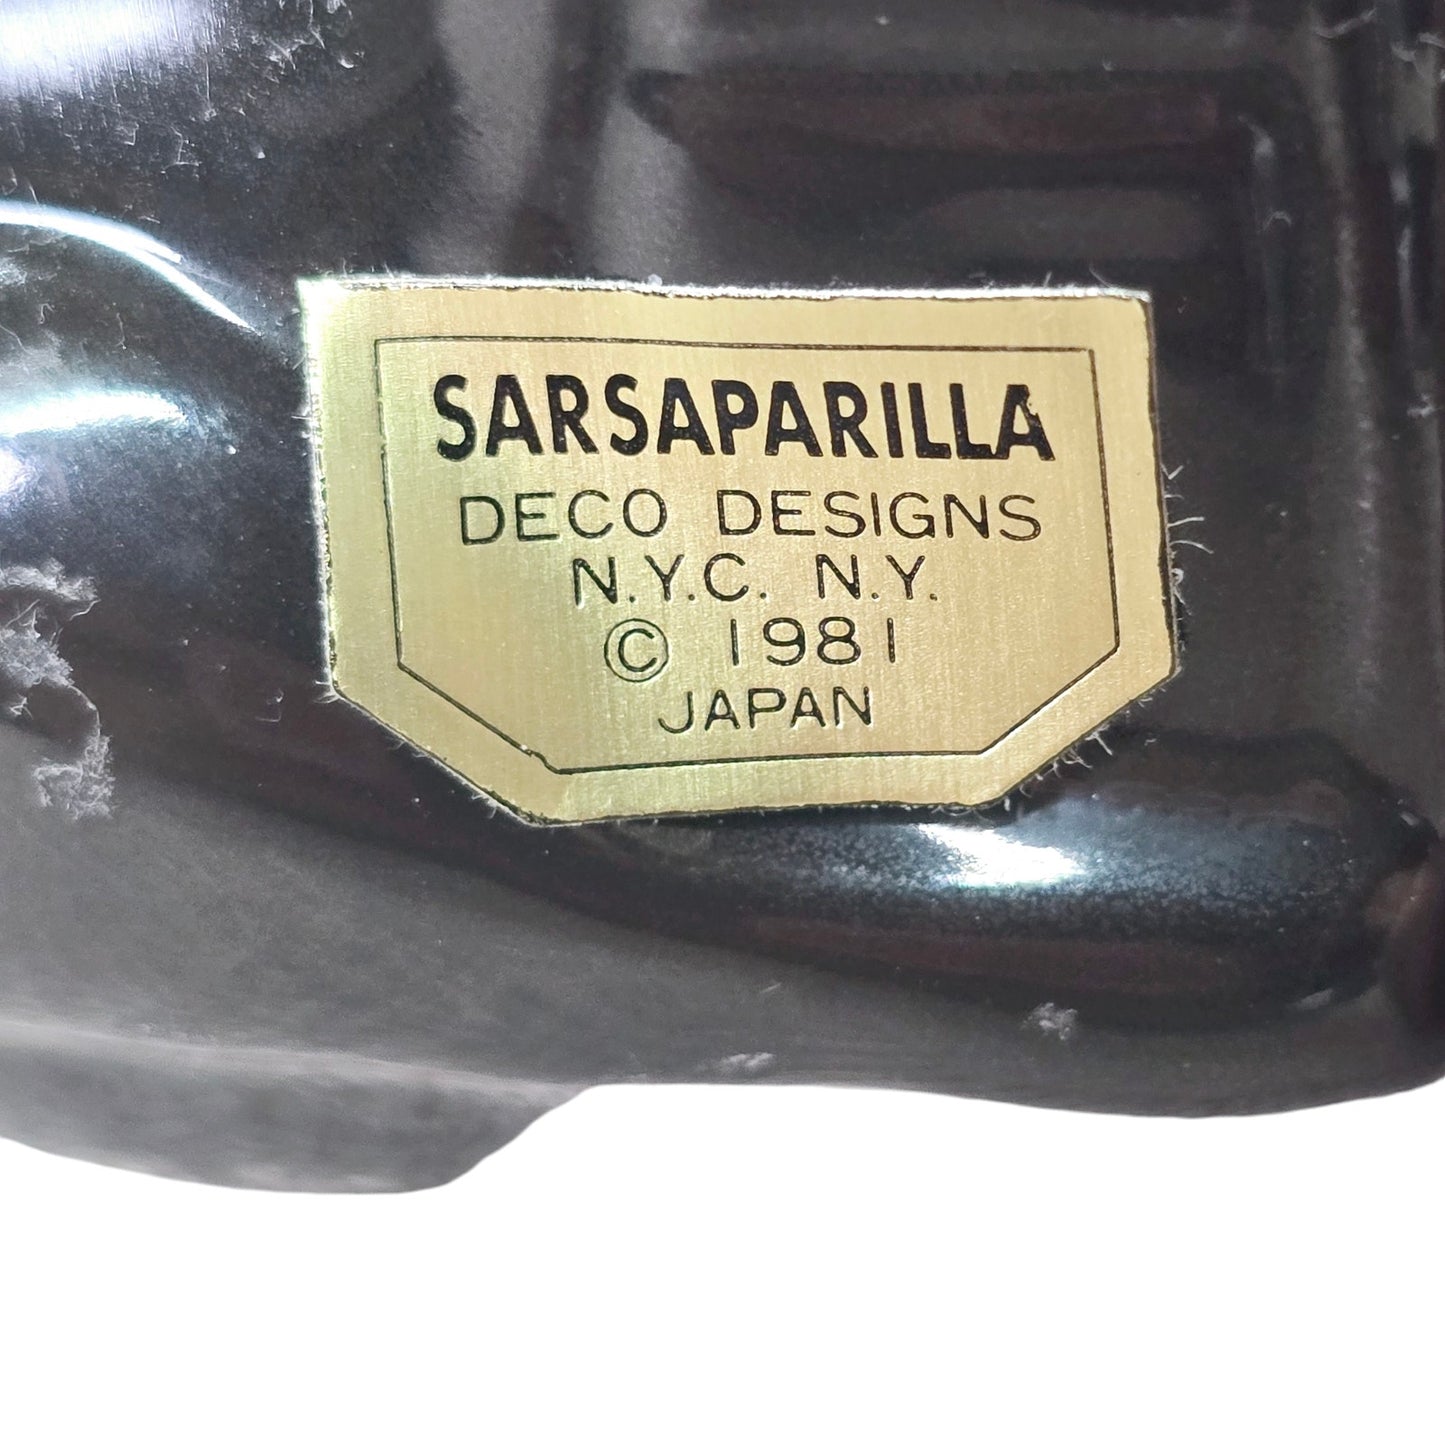 SARSAPARILLA
DECO DESIGNS
N.Y.C. N.Y.
© 1981
JAPAN